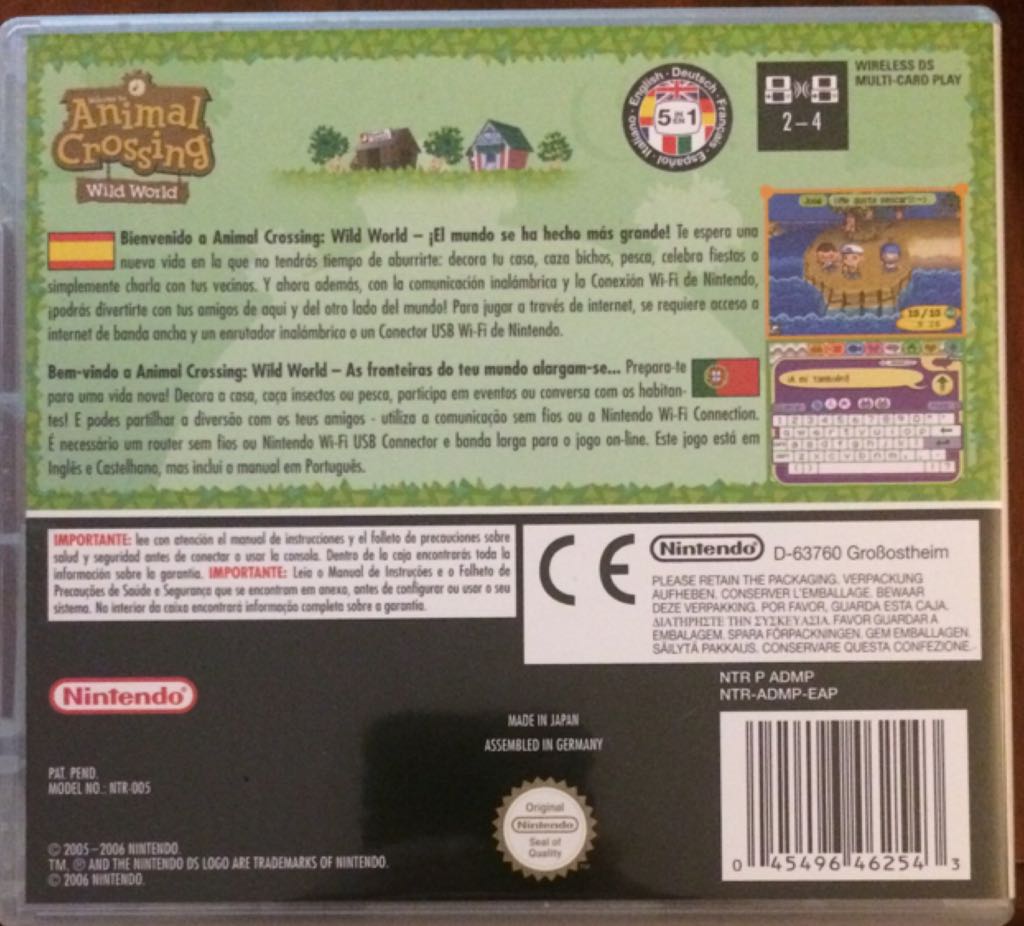 Welcome to
Animal
Crossing
Wild World
English · Deutsch · Français · Español · Italiano
5 IN EN 1
WIRELESS DS
MULTI-CARD PLAY
2–4
Bienvenido a Animal Crossing: Wild World – ¡El mundo se ha hecho más grande! Te espera una
nueva vida en la que no tendrás tiempo de aburrirte: decora tu casa, caza bichos, pesca, celebra fiestas o
simplemente charla con tus vecinos. Y ahora además, con la comunicación inalámbrica y la Conexión Wi-Fi de Nintendo,
¡podrás divertirte con tus amigos de aquí y del otro lado del mundo! Para jugar a través de internet, se requiere acceso a
internet de banda ancha y un enrutador inalámbrico o un Conector USB Wi-Fi de Nintendo.
Bem-vindo a Animal Crossing: Wild World – As fronteiras do teu mundo alargam-se... Prepara-te
para uma vida nova! Decora a casa, caça insectos ou pesca, participa em eventos ou conversa com os habitan-
tes! E podes partilhar a diversão com os teus amigos - utiliza a comunicação sem fios ou a Nintendo Wi-Fi Connection.
É necessário um router sem fios ou Nintendo Wi-Fi USB Connector e banda larga para o jogo on-line. Este jogo está em
Inglês e Castelhano, mas inclui o manual em Português.
José
¡Me gusta pescar!
¡A mí también!
IMPORTANTE: lee con atención el manual de instrucciones y el folleto de precauciones sobre
salud y seguridad antes de conectar o usar la consola. Dentro de la caja encontrarás toda la
información sobre la garantía. IMPORTANTE: Leia o Manual de Instruções e o Folheto de
Precauções de Saúde e Segurança que se encontram em anexo, antes de configurar ou usar o seu
sistema. No interior da caixa encontrará informação completa sobre a garantia.
CE
Nintendo® D-63760 Großostheim
PLEASE RETAIN THE PACKAGING. VERPACKUNG
AUFHEBEN. CONSERVER L'EMBALLAGE. BEWAAR
DEZE VERPAKKING. POR FAVOR, GUARDA ESTA CAJA.
ΔΙΑΤΗΡΗΣΤΕ ΤΗΝ ΣΥΣΚΕΥΑΣΙΑ. FAVOR GUARDAR A
EMBALAGEM. SPARA FÖRPACKNINGEN. GEM EMBALLAGEN.
SÄILYTÄ PAKKAUS. CONSERVARE QUESTA CONFEZIONE.
Nintendo®
NTR P ADMP
NTR-ADMP-EAP
MADE IN JAPAN
ASSEMBLED IN GERMANY
PAT. PEND.
MODEL NO.: NTR-005
Original
Nintendo
Seal of
Quality
© 2005–2006 NINTENDO.
TM, ® AND THE NINTENDO DS LOGO ARE TRADEMARKS OF NINTENDO.
© 2006 NINTENDO.
0 45496 46254 3